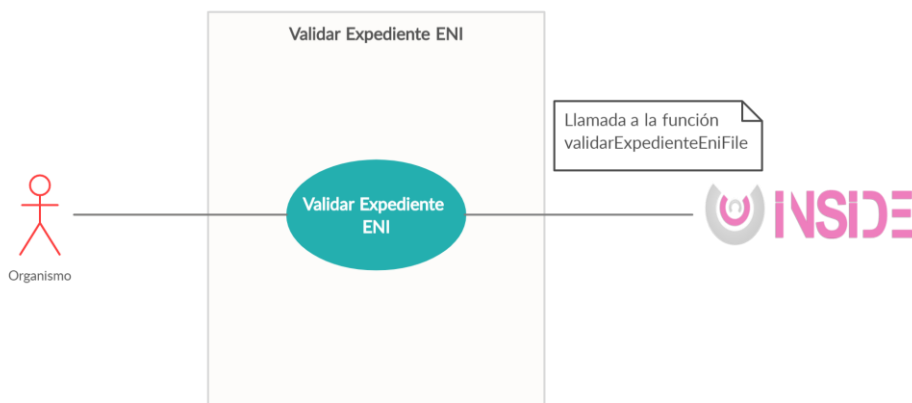 Validar Expediente ENI
Llamada a la función
validarExpedienteEniFile
Validar Expediente
ENI
INSIDE
Organismo